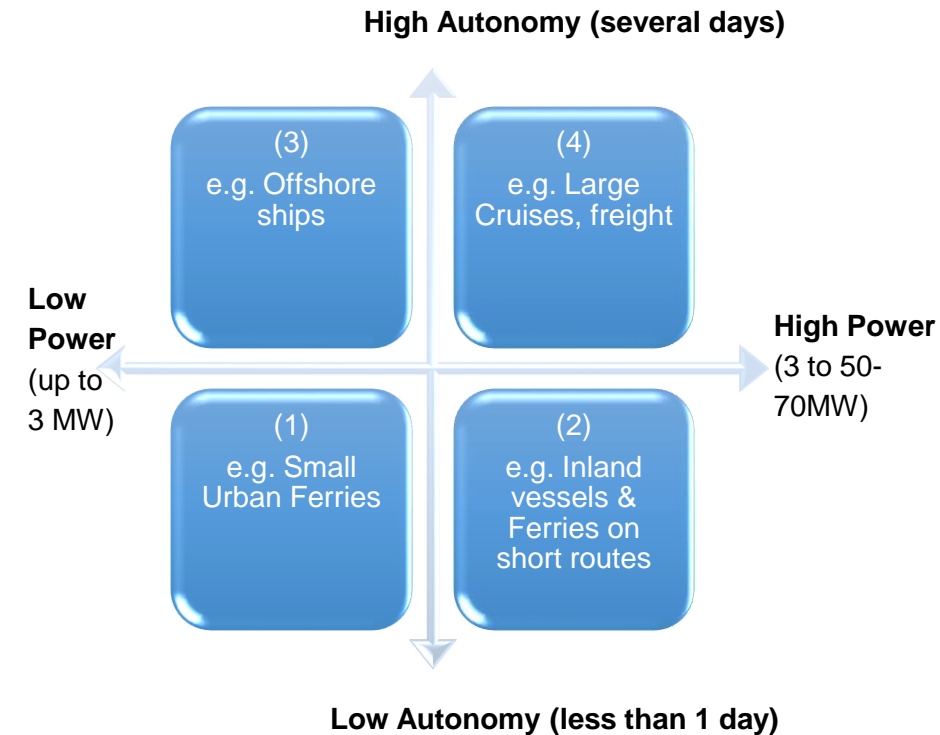 High Autonomy (several days)
(3)
e.g. Offshore
ships
(4)
e.g. Large
Cruises, freight
Low
Power
(up to
3 MW)
High Power
(3 to 50-
70MW)
(1)
e.g. Small
Urban Ferries
(2)
e.g. Inland
vessels &
Ferries on
short routes
Low Autonomy (less than 1 day)